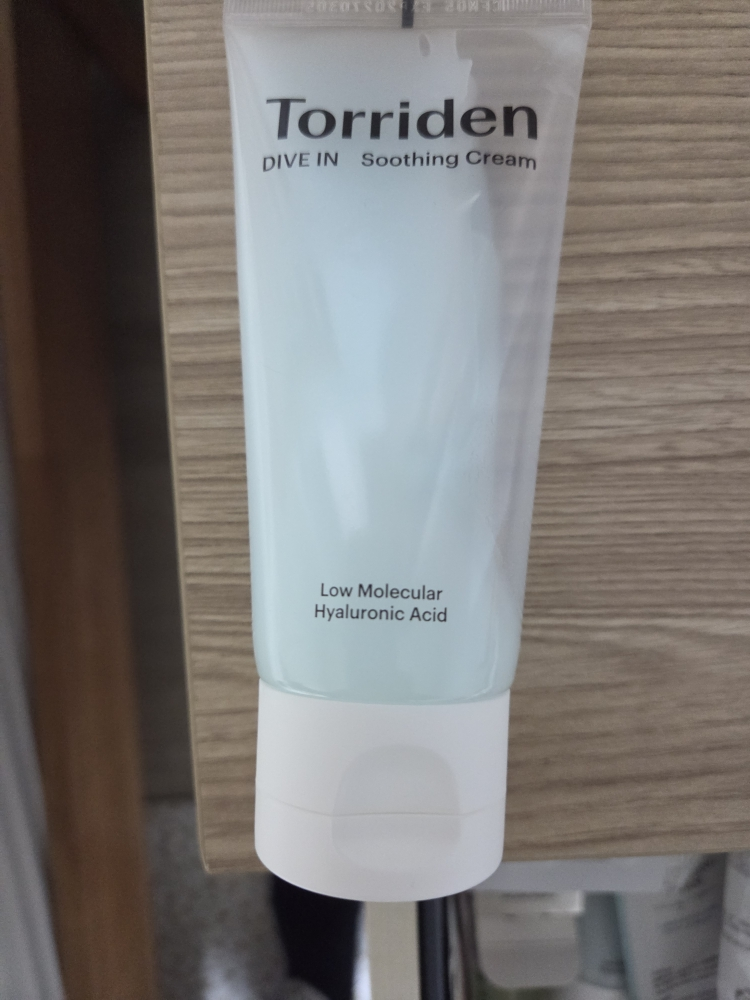 Torriden
DIVE IN Soothing Cream
Low Molecular
Hyaluronic Acid